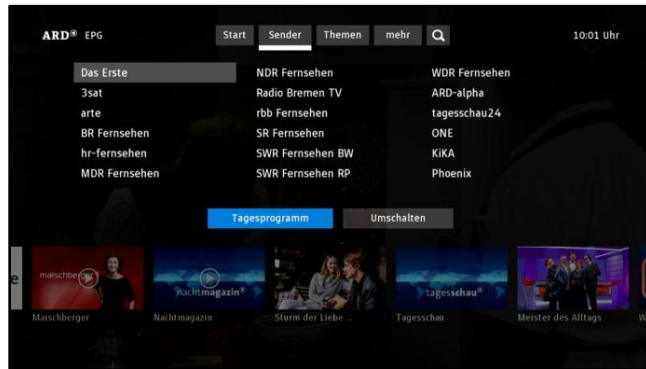 ARD® EPG
Start Sender Themen mehr
10:01 Uhr
Das Erste
3sat
arte
BR Fernsehen
hr-fernsehen
MDR Fernsehen
NDR Fernsehen
Radio Bremen TV
rbb Fernsehen
SR Fernsehen
SWR Fernsehen BW
SWR Fernsehen RP
WDR Fernsehen
ARD-alpha
tagesschau24
ONE
KiKA
Phoenix
Tagesprogramm Umschalten
e
maischberger
nachtmagazin®
tagesschau®
Maischberger Nachtmagazin Sturm der Liebe ... Tagesschau Meister des Alltags W